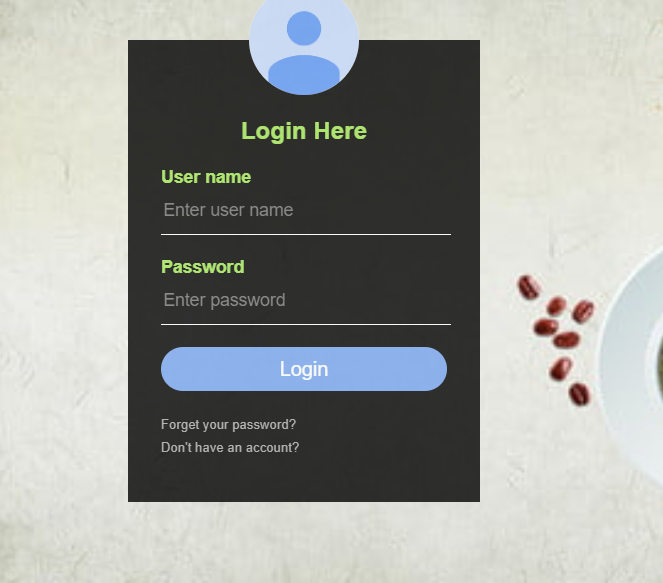 Login Here
User name
Enter user name
Password
Enter password
Login
Forget your password?
Don't have an account?